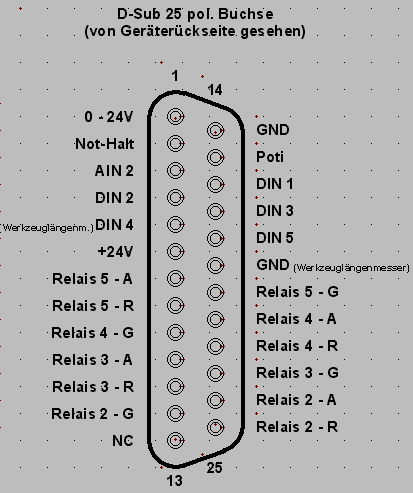 D-Sub 25 pol. Buchse
(von Geräterückseite gesehen)
1
14
0 - 24V
GND
Not-Halt
Poti
AIN 2
DIN 1
DIN 2
DIN 3
(Werkzeuglängenm.) DIN 4
DIN 5
+24V
GND (Werkzeuglängenmesser)
Relais 5 - A
Relais 5 - G
Relais 5 - R
Relais 4 - A
Relais 4 - G
Relais 4 - R
Relais 3 - A
Relais 3 - G
Relais 3 - R
Relais 2 - A
Relais 2 - G
Relais 2 - R
NC
25
13